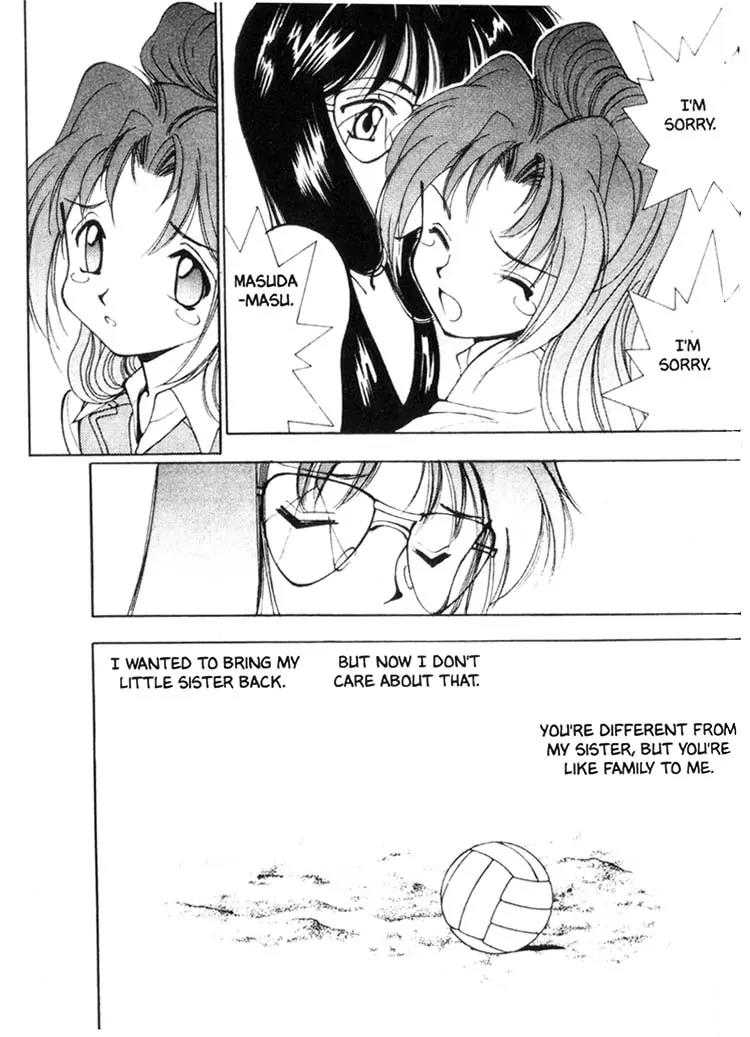 I'M
SORRY.
I'M
SORRY.
MASUDA
-MASU.
I WANTED TO BRING MY
LITTLE SISTER BACK.
BUT NOW I DON'T
CARE ABOUT THAT.
YOU'RE DIFFERENT FROM
MY SISTER, BUT YOU'RE
LIKE FAMILY TO ME.